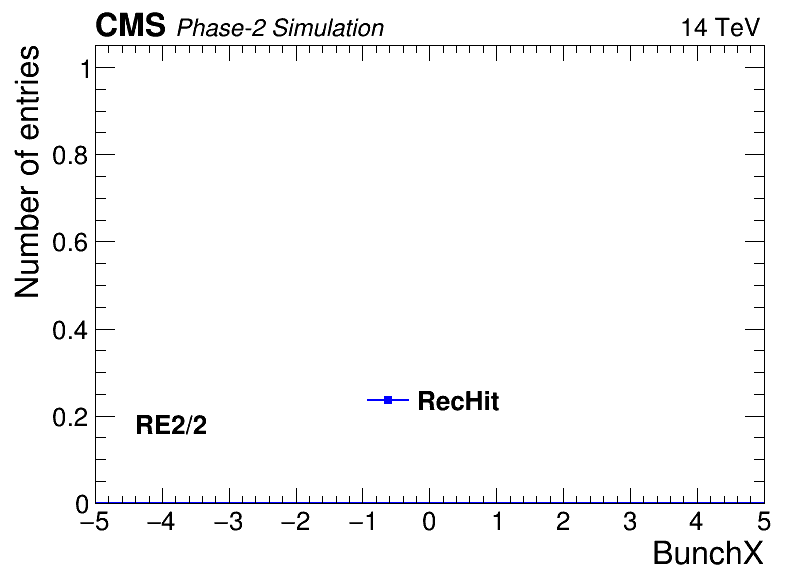 CMS Phase-2 Simulation 14 TeV
Number of entries
1
0.8
0.6
0.4
0.2
0
RecHit
RE2/2
−5 −4 −3 −2 −1 0 1 2 3 4 5
BunchX